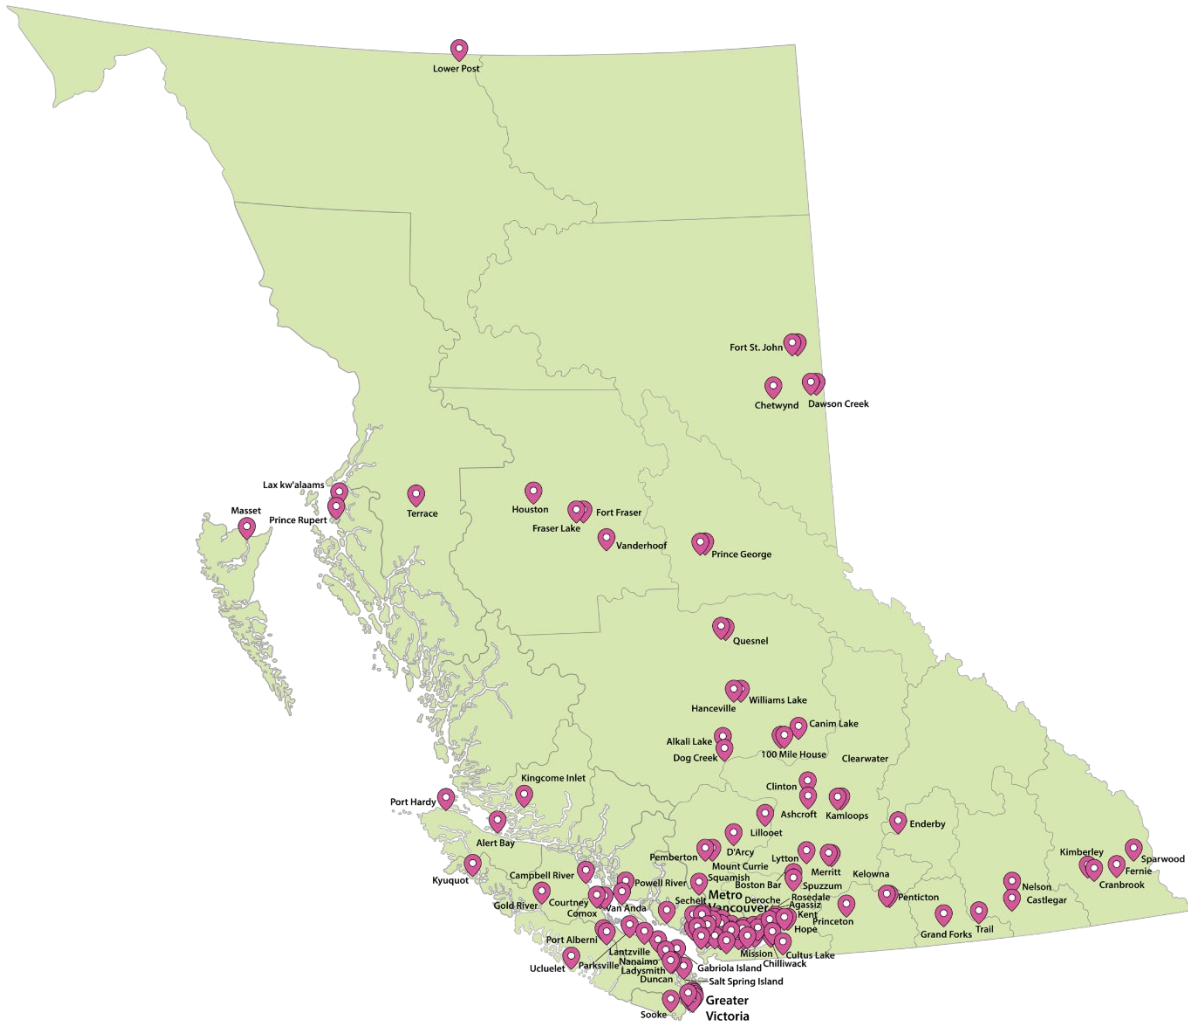 Lower Post
Fort St. John
Chetwynd
Dawson Creek
Lax kw'alaams
Masset
Prince Rupert
Terrace
Houston
Fraser Lake
Fort Fraser
Vanderhoof
Prince George
Quesnel
Hanceville
Williams Lake
Canim Lake
Alkali Lake
Dog Creek
100 Mile House
Clearwater
Kingcome Inlet
Port Hardy
Alert Bay
Clinton
Ashcroft
Kamloops
Lillooet
Enderby
D'Arcy
Pemberton
Mount Currie
Lytton
Merritt
Kelowna
Kimberley
Sparwood
Fernie
Cranbrook
Kyuquot
Campbell River
Powell River
Squamish
Boston Bar
Spuzzum
Nelson
Castlegar
Gold River
Courtney
Comox
Van Anda
Sechelt
Metro
Vancouver
Deroche
Rosedale
Agassiz
Kent
Hope
Princeton
Penticton
Grand Forks
Trail
Port Alberni
Ucluelet
Parksville
Lantzville
Nanaimo
Ladysmith
Duncan
Mission
Chilliwack
Cultus Lake
Gabriola Island
Salt Spring Island
Sooke
Greater
Victoria